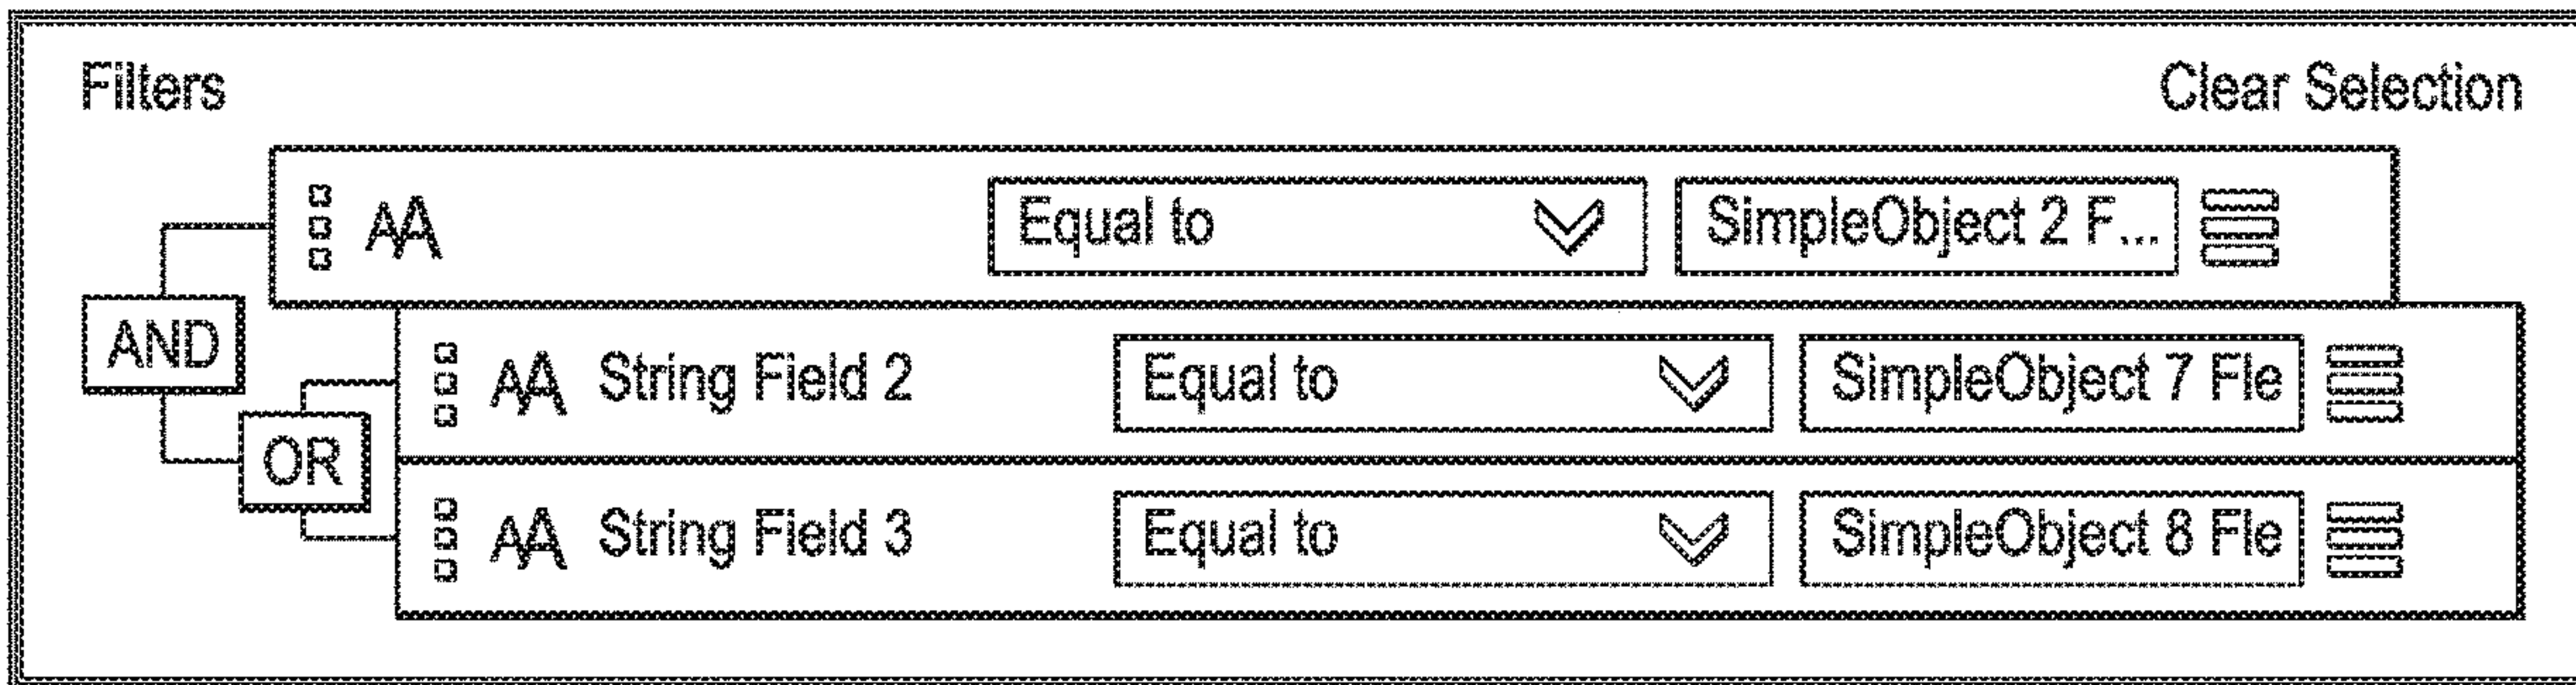 Filters Clear Selection
AA Equal to SimpleObject 2 F...
AND
AA String Field 2 Equal to SimpleObject 7 Fle
OR
AA String Field 3 Equal to SimpleObject 8 Fle